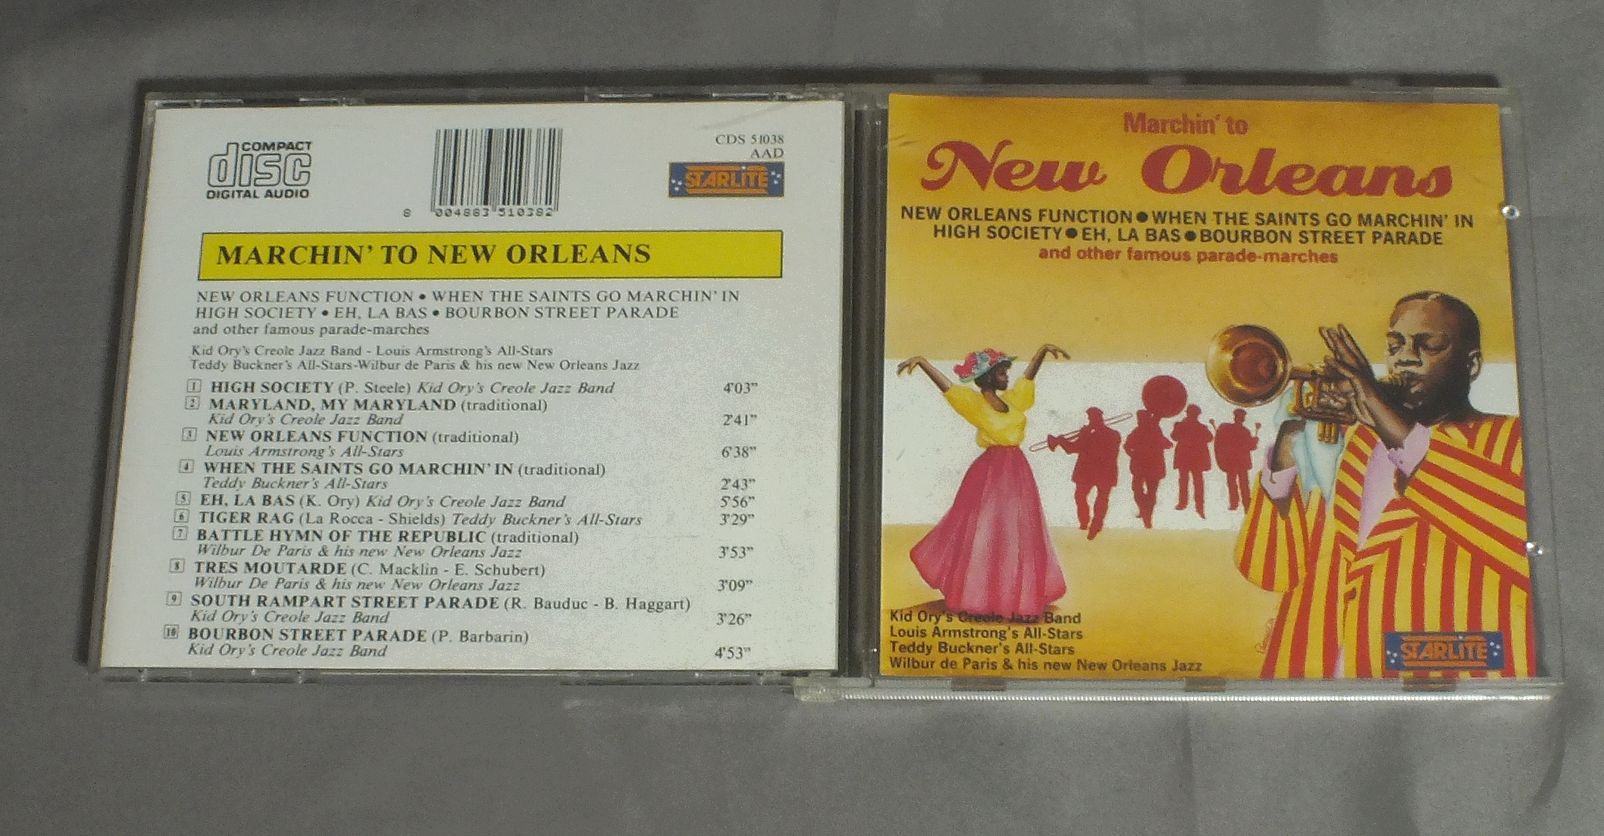 COMPACT
disc
DIGITAL AUDIO
8 004883 510382
CDS 51038
AAD
STARLITE
MARCHIN' TO NEW ORLEANS
NEW ORLEANS FUNCTION • WHEN THE SAINTS GO MARCHIN' IN
HIGH SOCIETY • EH, LA BAS • BOURBON STREET PARADE
and other famous parade-marches
Kid Ory's Creole Jazz Band - Louis Armstrong's All-Stars
Teddy Buckner's All-Stars-Wilbur de Paris & his new New Orleans Jazz
1 HIGH SOCIETY (P. Steele) Kid Ory's Creole Jazz Band 4'03"
2 MARYLAND, MY MARYLAND (traditional)
Kid Ory's Creole Jazz Band 2'41"
3 NEW ORLEANS FUNCTION (traditional)
Louis Armstrong's All-Stars 6'38"
4 WHEN THE SAINTS GO MARCHIN' IN (traditional)
Teddy Buckner's All-Stars 2'43"
5 EH, LA BAS (K. Ory) Kid Ory's Creole Jazz Band 5'56"
6 TIGER RAG (La Rocca - Shields) Teddy Buckner's All-Stars 3'29"
7 BATTLE HYMN OF THE REPUBLIC (traditional)
Wilbur De Paris & his new New Orleans Jazz 3'53"
8 TRES MOUTARDE (C. Macklin - E. Schubert)
Wilbur De Paris & his new New Orleans Jazz 3'09"
9 SOUTH RAMPART STREET PARADE (R. Bauduc - B. Haggart)
Kid Ory's Creole Jazz Band 3'26"
10 BOURBON STREET PARADE (P. Barbarin)
Kid Ory's Creole Jazz Band 4'53"
Marchin' to
New Orleans
NEW ORLEANS FUNCTION • WHEN THE SAINTS GO MARCHIN' IN
HIGH SOCIETY • EH, LA BAS • BOURBON STREET PARADE
and other famous parade-marches
Kid Ory's Creole Jazz Band
Louis Armstrong's All-Stars
Teddy Buckner's All-Stars
Wilbur de Paris & his new New Orleans Jazz
STARLITE